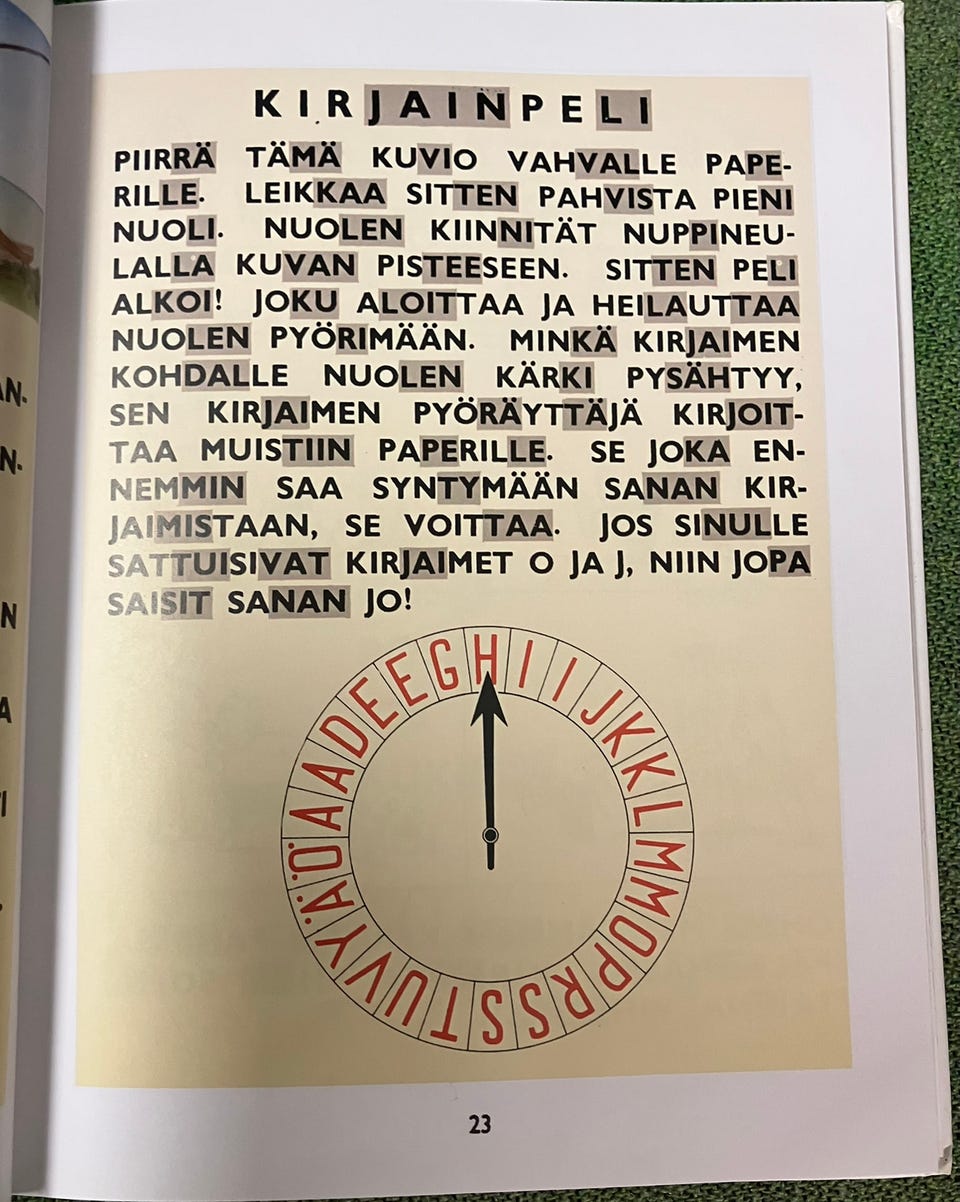 KIRJAINPELI
PIIRRÄ TÄMÄ KUVIO VAHVALLE PAPE-
RILLE. LEIKKAA SITTEN PAHVISTA PIENI
NUOLI. NUOLEN KIINNITÄT NUPPINEU-
LALLA KUVAN PISTEESEEN. SITTEN PELI
ALKOI! JOKU ALOITTAA JA HEILAUTTAA
NUOLEN PYÖRIMÄÄN. MINKÄ KIRJAIMEN
KOHDALLE NUOLEN KÄRKI PYSÄHTYY,
SEN KIRJAIMEN PYÖRÄYTTÄJÄ KIRJOIT-
TAA MUISTIIN PAPERILLE. SE JOKA EN-
NEMMIN SAA SYNTYMÄÄN SANAN KIR-
JAIMISTAAN, SE VOITTAA. JOS SINULLE
SATTUISIVAT KIRJAIMET O JA J, NIIN JOPA
SAISIT SANAN JO!
A A D E E G H I I J K K L M M O P R S S T U V Y Ä Ö
23
AN-
N-
N
A
I